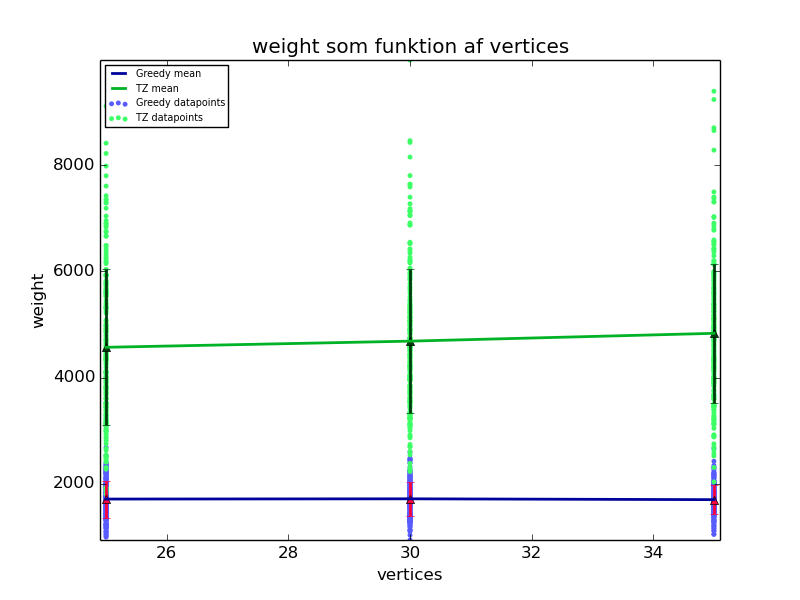 weight som funktion af vertices
Greedy mean
TZ mean
Greedy datapoints
TZ datapoints
8000
6000
4000
2000
weight
26
28
30
32
34
vertices